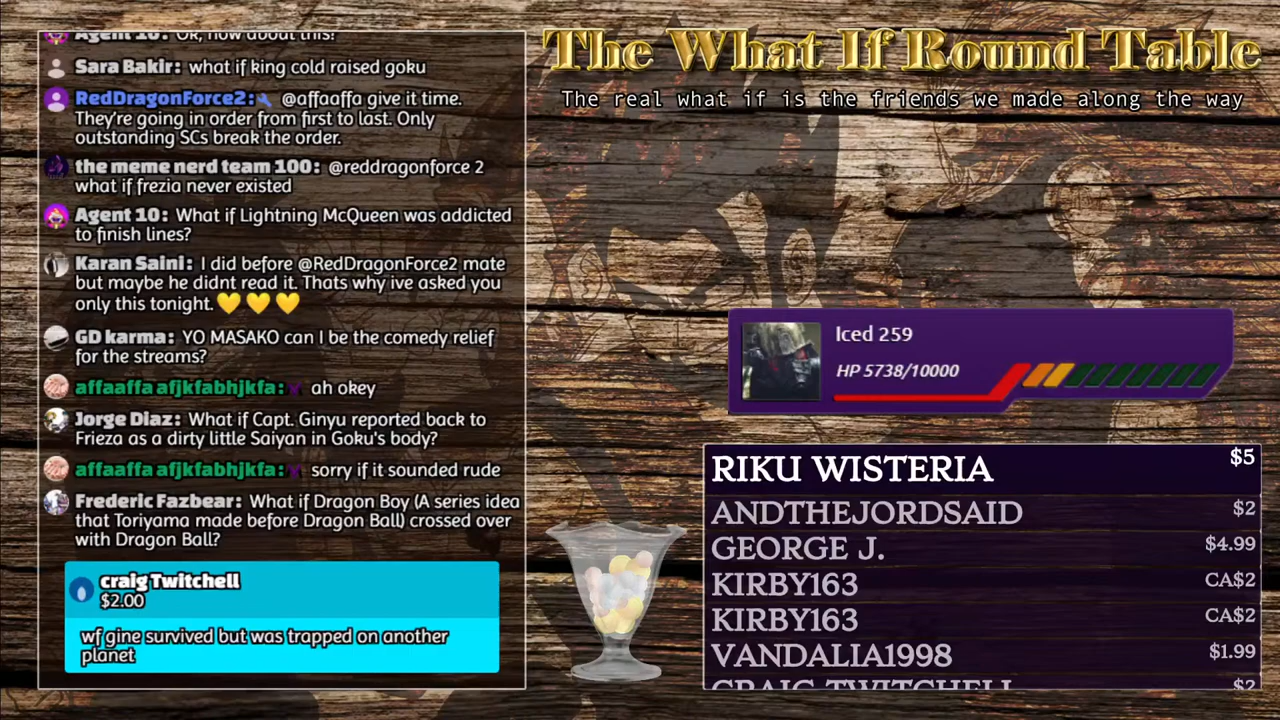 Agent 10: Ok, how about this?
Sara Bakir: what if king cold raised goku
RedDragonForce2: @affaaffa give it time.
They're going in order from first to last. Only
outstanding SCs break the order.
the meme nerd team 100: @reddragonforce 2
what if frezia never existed
Agent 10: What if Lightning McQueen was addicted
to finish lines?
Karan Saini: I did before @RedDragonForce2 mate
but maybe he didnt read it. Thats why ive asked you
only this tonight. 💛💛💛
GD karma: YO MASAKO can I be the comedy relief
for the streams?
affaaffa afjkfabhjkfa: ah okey
Jorge Diaz: What if Capt. Ginyu reported back to
Frieza as a dirty little Saiyan in Goku's body?
affaaffa afjkfabhjkfa: sorry if it sounded rude
Frederic Fazbear: What if Dragon Boy (A series idea
that Toriyama made before Dragon Ball) crossed over
with Dragon Ball?
craig Twitchell
$2.00
wf gine survived but was trapped on another
planet
The What If Round Table
The real what if is the friends we made along the way
Iced 259
HP 5738/10000
RIKU WISTERIA $5
ANDTHEJORDSAID $2
GEORGE J. $4.99
KIRBY163 CA$2
KIRBY163 CA$2
VANDALIA1998 $1.99
CRAIG TWITCHELL $2